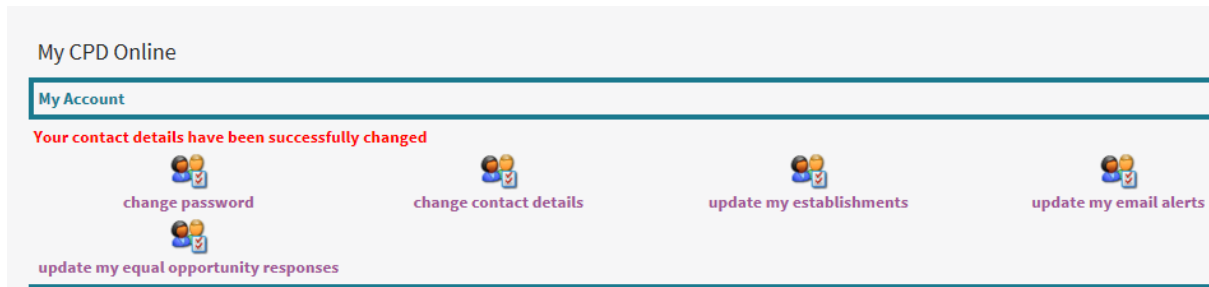 My CPD Online
My Account
Your contact details have been successfully changed
change password
change contact details
update my establishments
update my email alerts
update my equal opportunity responses